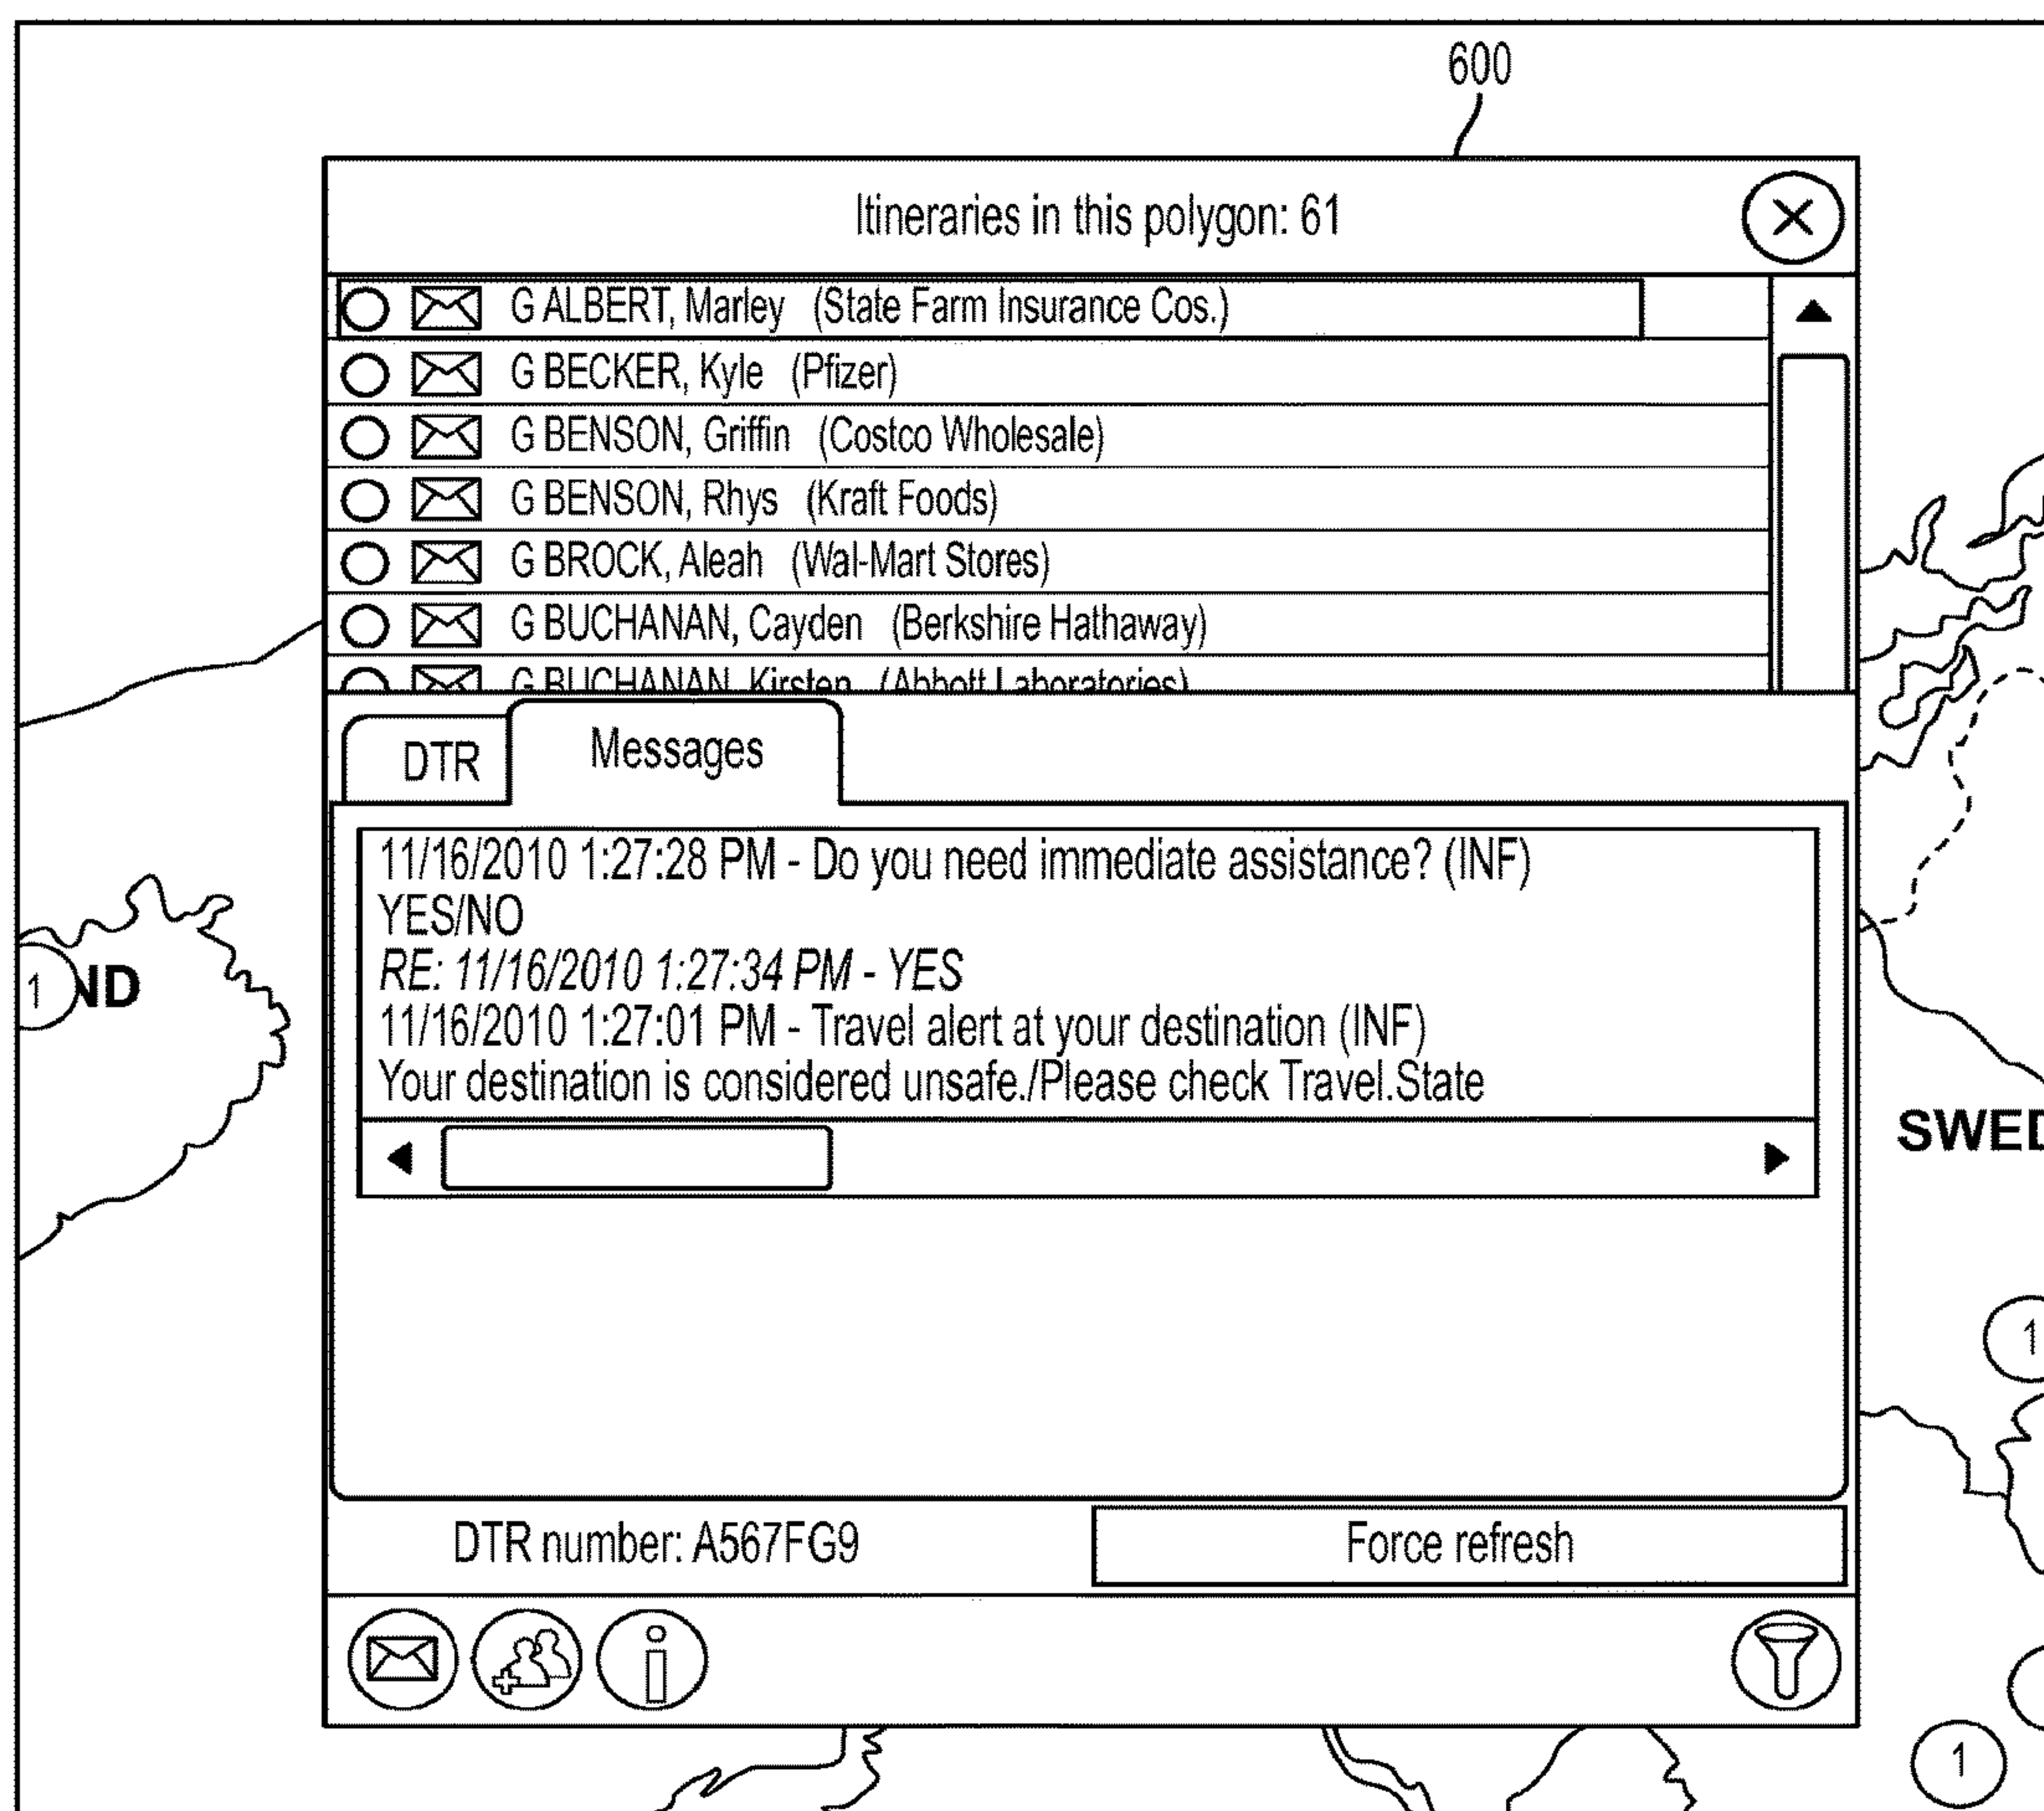 600
Itineraries in this polygon: 61
G ALBERT, Marley (State Farm Insurance Cos.)
G BECKER, Kyle (Pfizer)
G BENSON, Griffin (Costco Wholesale)
G BENSON, Rhys (Kraft Foods)
G BROCK, Aleah (Wal-Mart Stores)
G BUCHANAN, Cayden (Berkshire Hathaway)
G BUCHANAN, Kirsten (Abbott Laboratories)
DTR
Messages
11/16/2010 1:27:28 PM - Do you need immediate assistance? (INF)
YES/NO
RE: 11/16/2010 1:27:34 PM - YES
11/16/2010 1:27:01 PM - Travel alert at your destination (INF)
Your destination is considered unsafe./Please check Travel.State
1
ND
SWED
1
DTR number: A567FG9
Force refresh
1